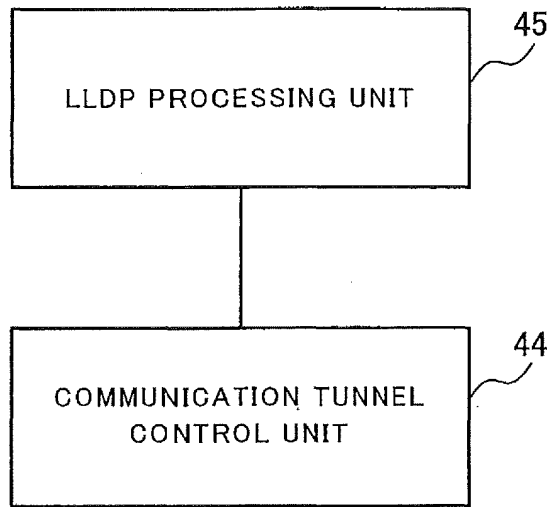 45
LLDP PROCESSING UNIT
44
COMMUNICATION TUNNEL
CONTROL UNIT